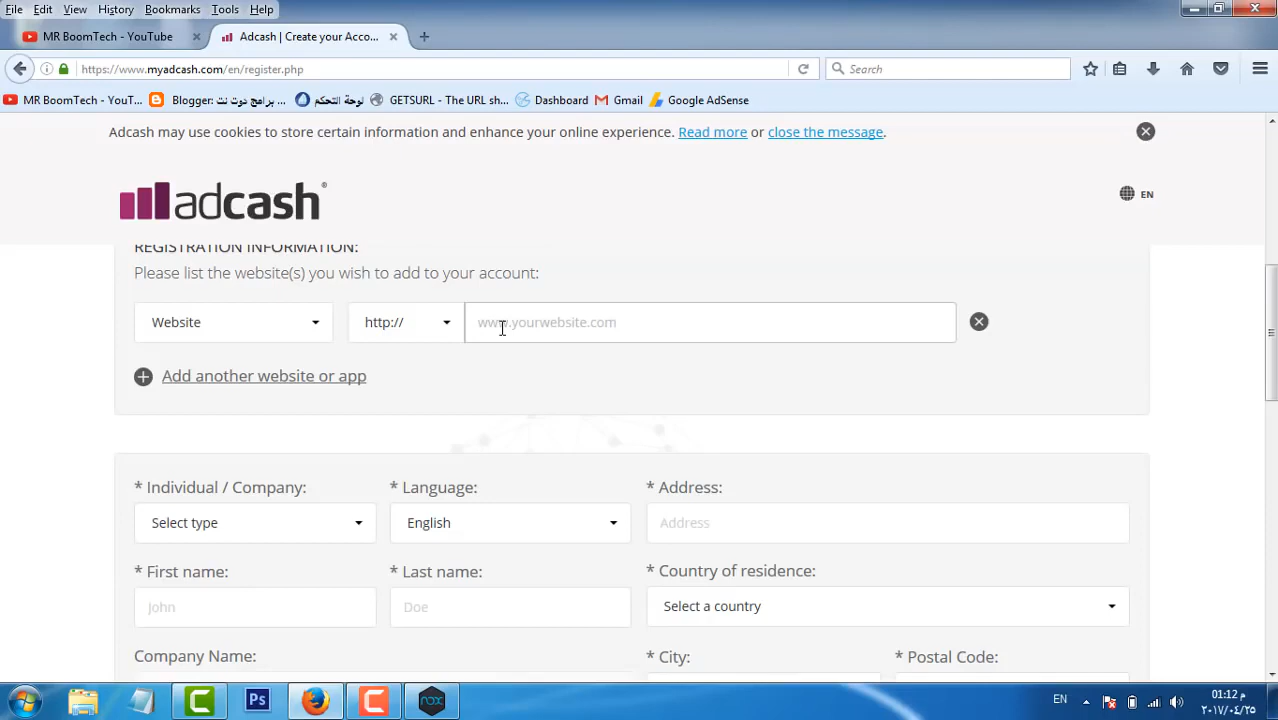 File Edit View History Bookmarks Tools Help
MR BoomTech - YouTube
Adcash | Create your Acco...
https://www.myadcash.com/en/register.php
Search
MR BoomTech - YouT...
Blogger: برامج دوت نت ...
لوحة التحكم
GETSURL - The URL sh...
Dashboard
Gmail
Google AdSense
Adcash may use cookies to store certain information and enhance your online experience. Read more or close the message.
adcash®
EN
REGISTRATION INFORMATION:
Please list the website(s) you wish to add to your account:
Website
http://
www.yourwebsite.com
Add another website or app
* Individual / Company:
* Language:
* Address:
Select type
English
Address
* First name:
* Last name:
* Country of residence:
John
Doe
Select a country
Company Name:
* City:
* Postal Code:
Ps
nox
EN
01:12 م
٢٠١٧/٠٤/٢٥